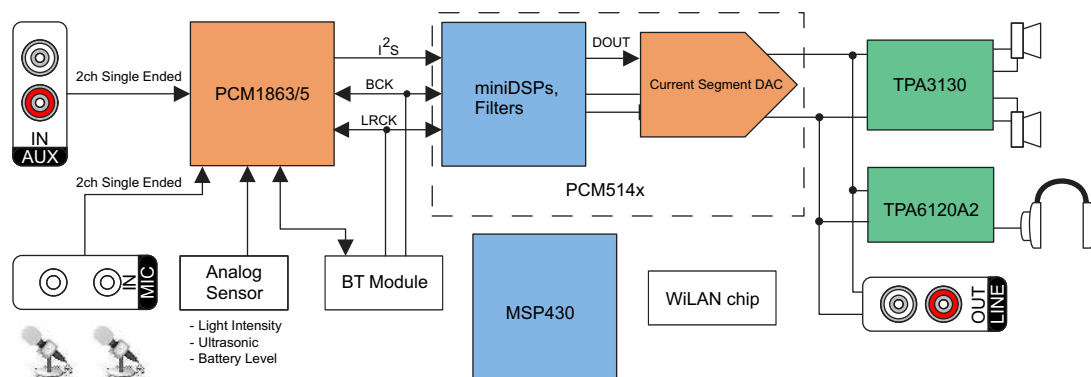 IN
AUX
2ch Single Ended
PCM1863/5
I2S
BCK
LRCK
miniDSPs,
Filters
DOUT
Current Segment DAC
PCM514x
TPA3130
TPA6120A2
2ch Single Ended
IN
MIC
Analog
Sensor
- Light Intensity
- Ultrasonic
- Battery Level
BT Module
MSP430
WiLAN chip
OUT
LINE